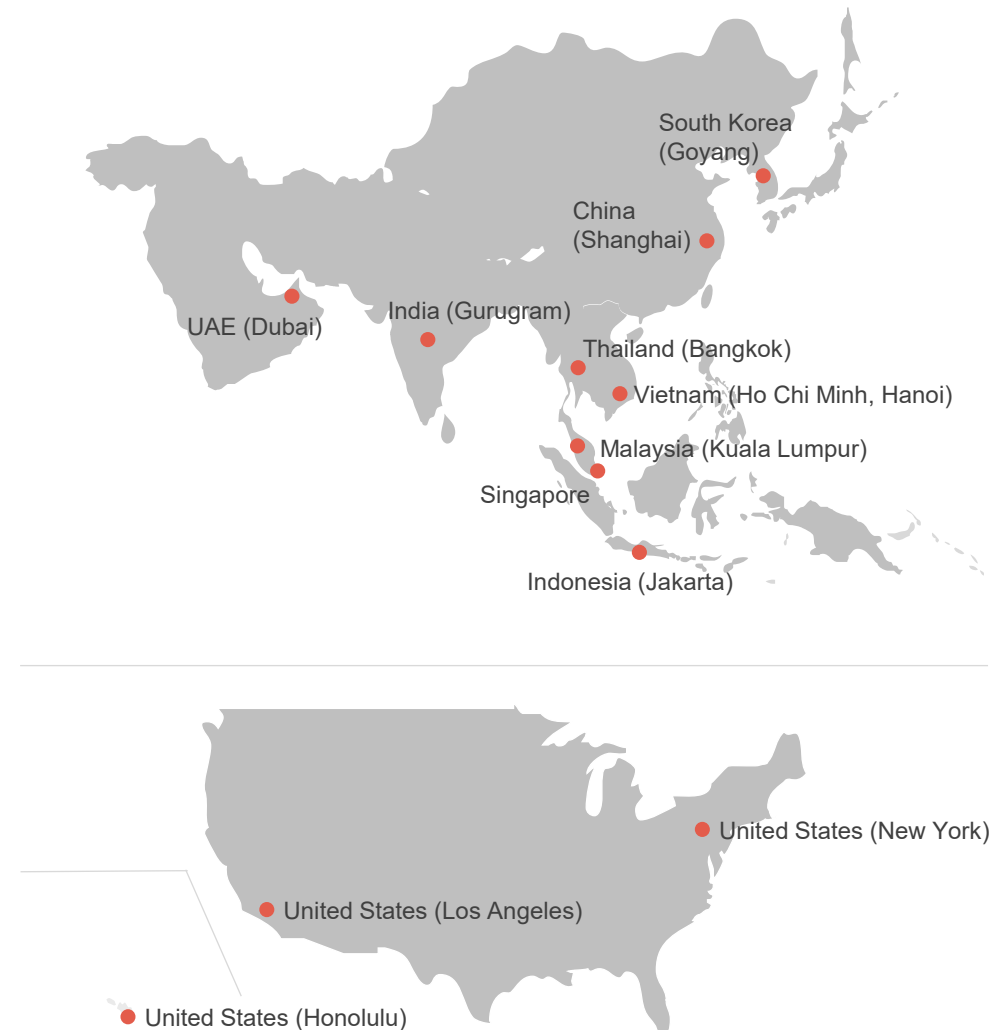 South Korea
(Goyang)
China
(Shanghai)
UAE (Dubai)
India (Gurugram)
Thailand (Bangkok)
Vietnam (Ho Chi Minh, Hanoi)
Malaysia (Kuala Lumpur)
Singapore
Indonesia (Jakarta)
United States (New York)
United States (Los Angeles)
United States (Honolulu)